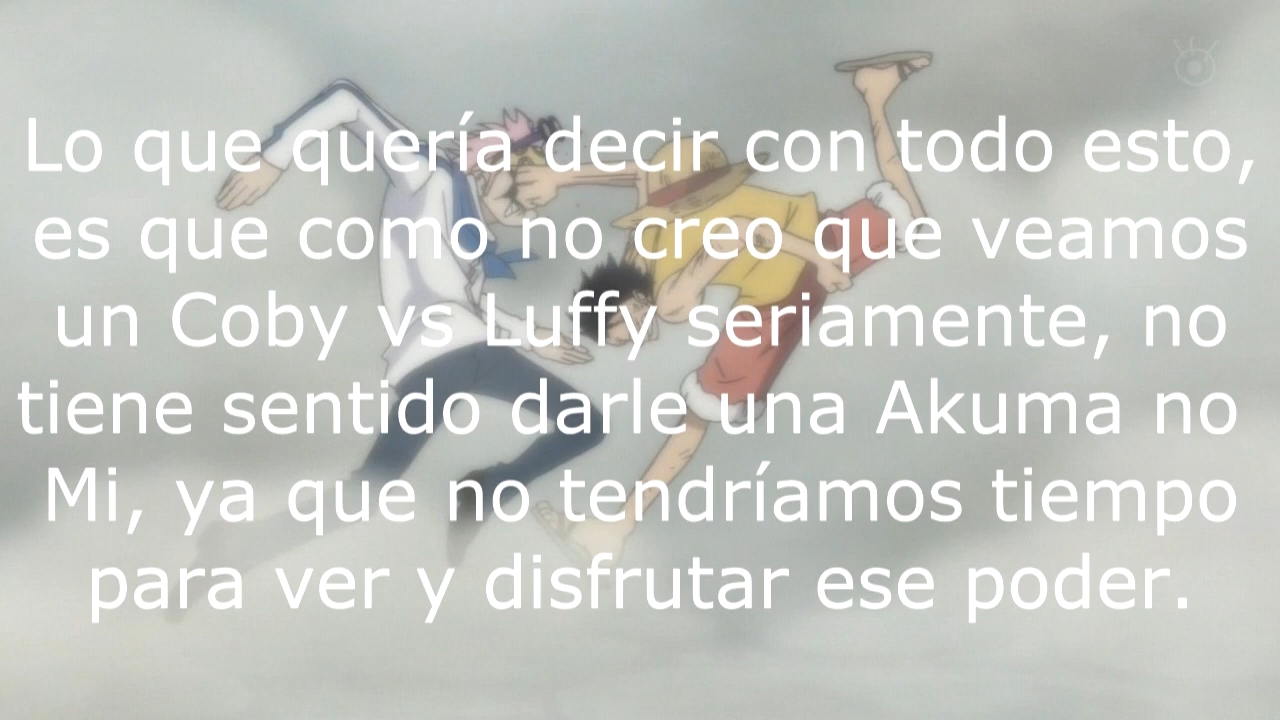 Lo que quería decir con todo esto,
es que como no creo que veamos
un Coby vs Luffy seriamente, no
tiene sentido darle una Akuma no
Mi, ya que no tendríamos tiempo
para ver y disfrutar ese poder.